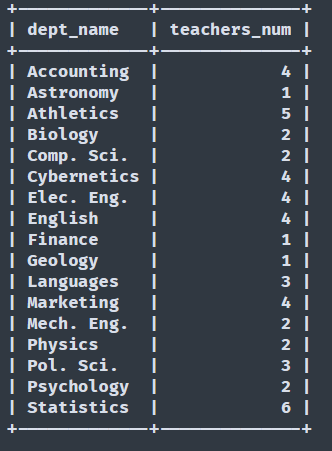 +--------------+--------------+
| dept_name    | teachers_num |
+--------------+--------------+
| Accounting   |            4 |
| Astronomy    |            1 |
| Athletics    |            5 |
| Biology      |            2 |
| Comp. Sci.   |            2 |
| Cybernetics  |            4 |
| Elec. Eng.   |            4 |
| English      |            4 |
| Finance      |            1 |
| Geology      |            1 |
| Languages    |            3 |
| Marketing    |            4 |
| Mech. Eng.   |            2 |
| Physics      |            2 |
| Pol. Sci.    |            3 |
| Psychology   |            2 |
| Statistics   |            6 |
+--------------+--------------+